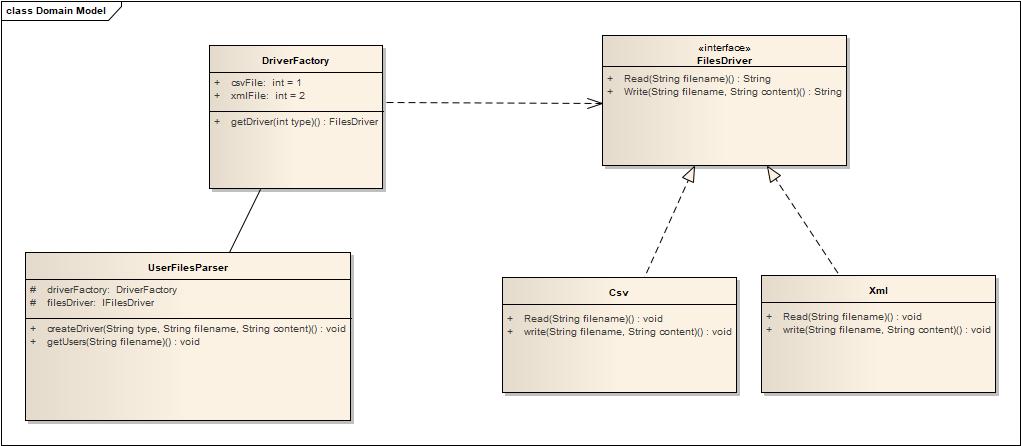 class Domain Model
DriverFactory
+ csvFile: int = 1
+ xmlFile: int = 2
+ getDriver(int type)() : FilesDriver
«interface»
FilesDriver
+ Read(String filename)() : String
+ Write(String filename, String content)() : String
UserFilesParser
# driverFactory: DriverFactory
# filesDriver: IFilesDriver
+ createDriver(String type, String filename, String content)() : void
+ getUsers(String filename)() : void
Csv
+ Read(String filename)() : void
+ write(String filename, String content)() : void
Xml
+ Read(String filename)() : void
+ write(String filename, String content)() : void